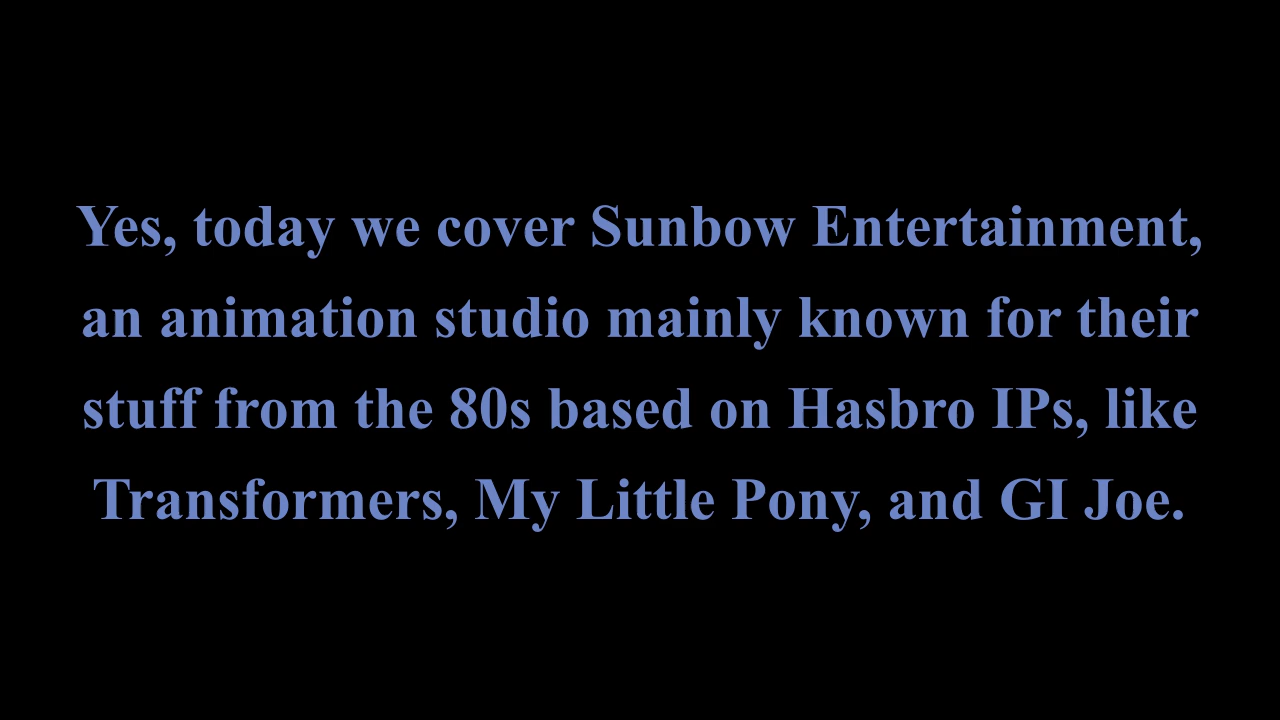 Yes, today we cover Sunbow Entertainment,
an animation studio mainly known for their
stuff from the 80s based on Hasbro IPs, like
Transformers, My Little Pony, and GI Joe.